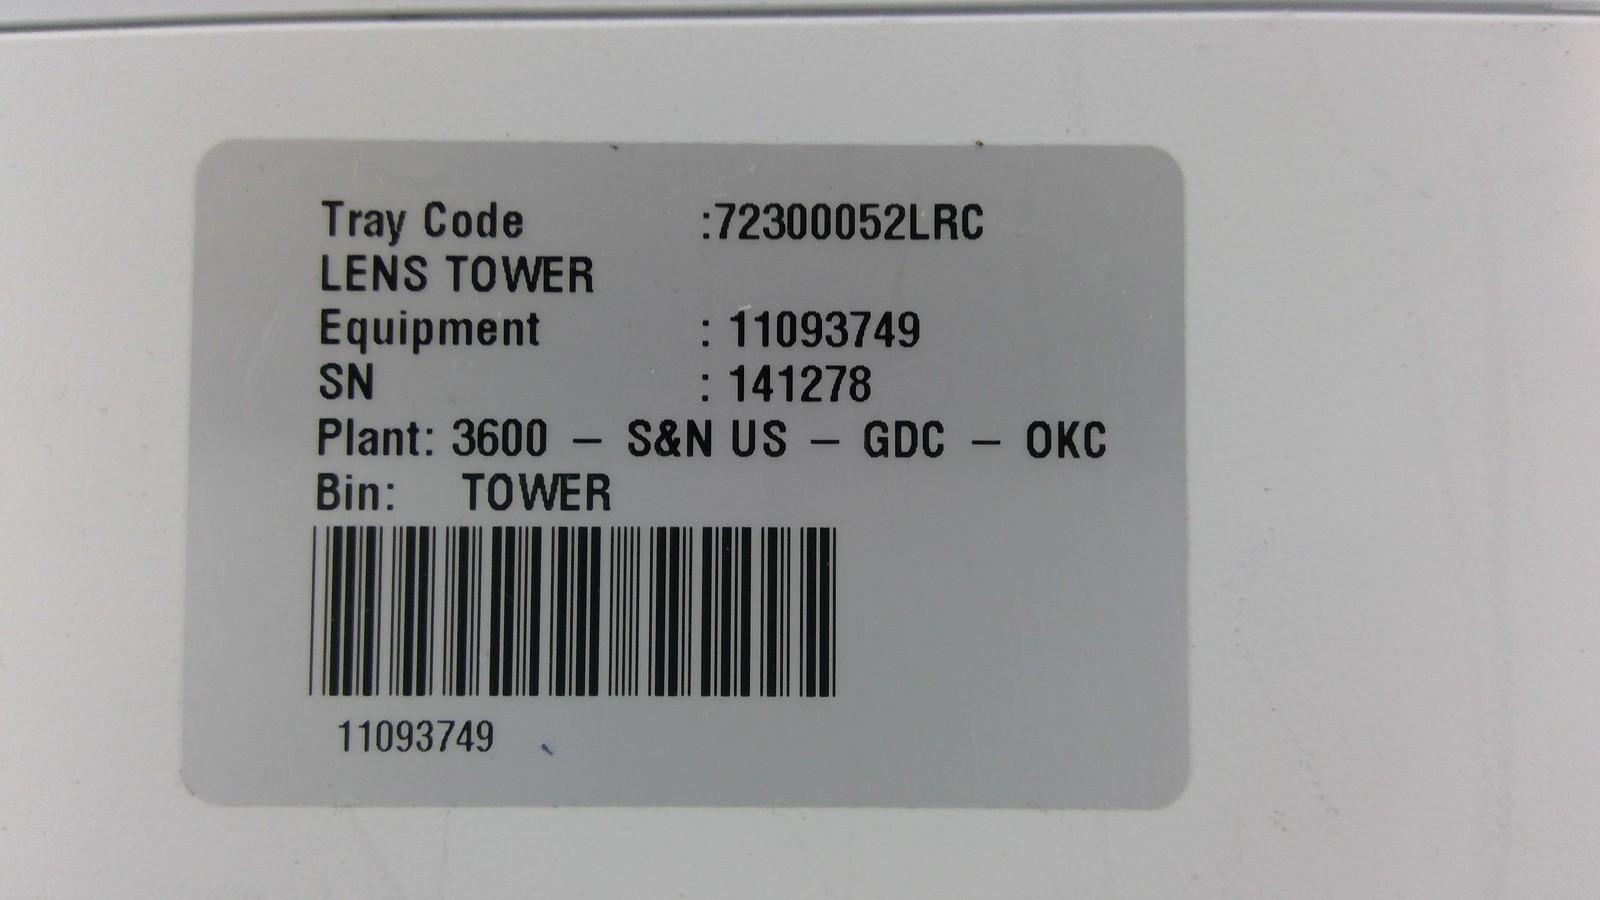 Tray Code :72300052LRC
LENS TOWER
Equipment : 11093749
SN : 141278
Plant: 3600 – S&N US – GDC – OKC
Bin: TOWER
11093749